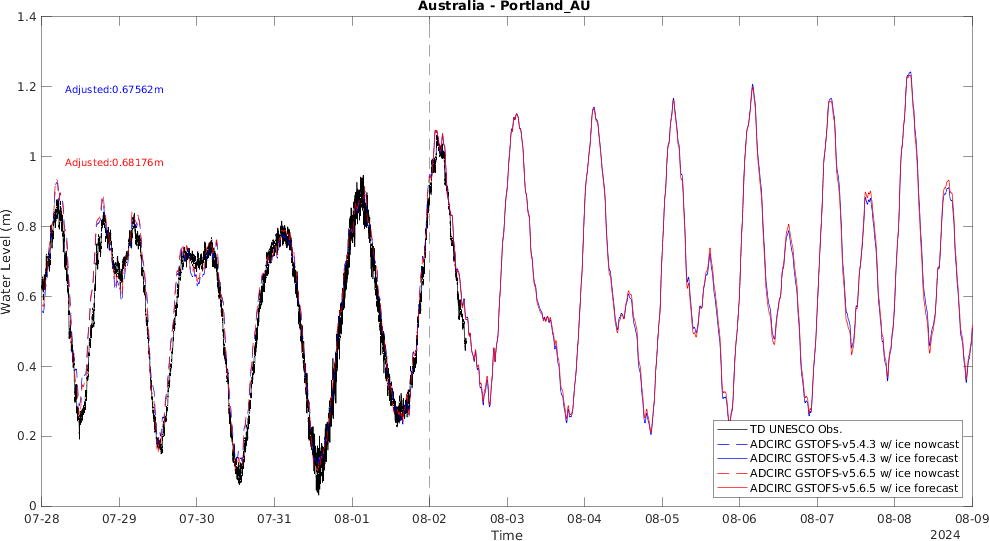 Australia - Portland_AU
1.4
1.2
1
0.8
0.6
0.4
0.2
0
Water Level (m)
Adjusted:0.67562m
Adjusted:0.68176m
TD UNESCO Obs.
ADCIRC GSTOFS-v5.4.3 w/ ice nowcast
ADCIRC GSTOFS-v5.4.3 w/ ice forecast
ADCIRC GSTOFS-v5.6.5 w/ ice nowcast
ADCIRC GSTOFS-v5.6.5 w/ ice forecast
07-28 07-29 07-30 07-31 08-01 08-02 08-03 08-04 08-05 08-06 08-07 08-08 08-09
Time
2024